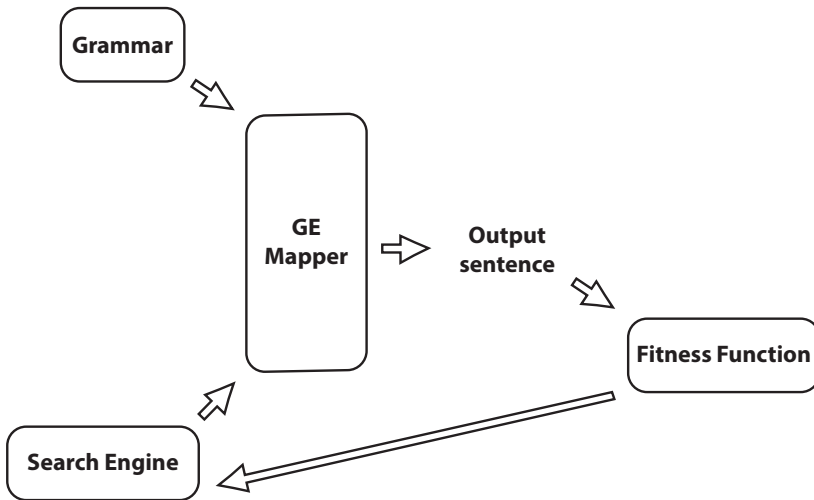 Grammar
GE
Mapper
Output
sentence
Fitness Function
Search Engine